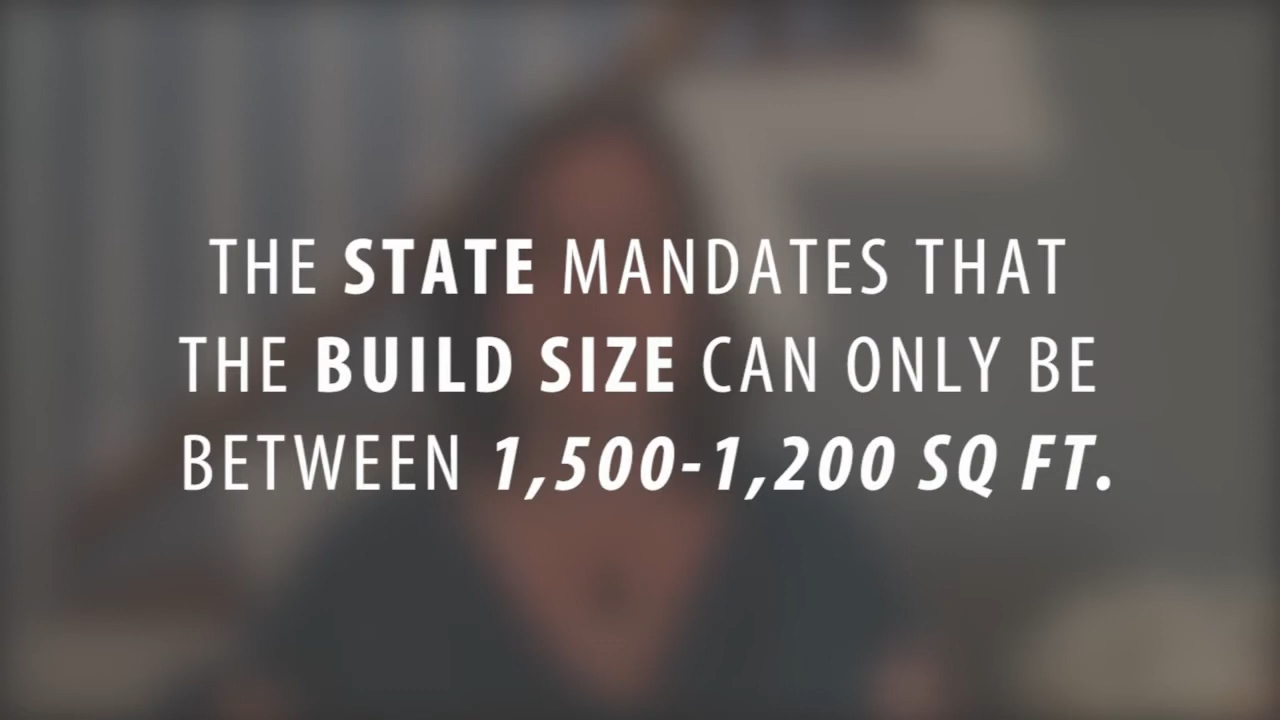 THE STATE MANDATES THAT
THE BUILD SIZE CAN ONLY BE
BETWEEN 1,500-1,200 SQ FT.